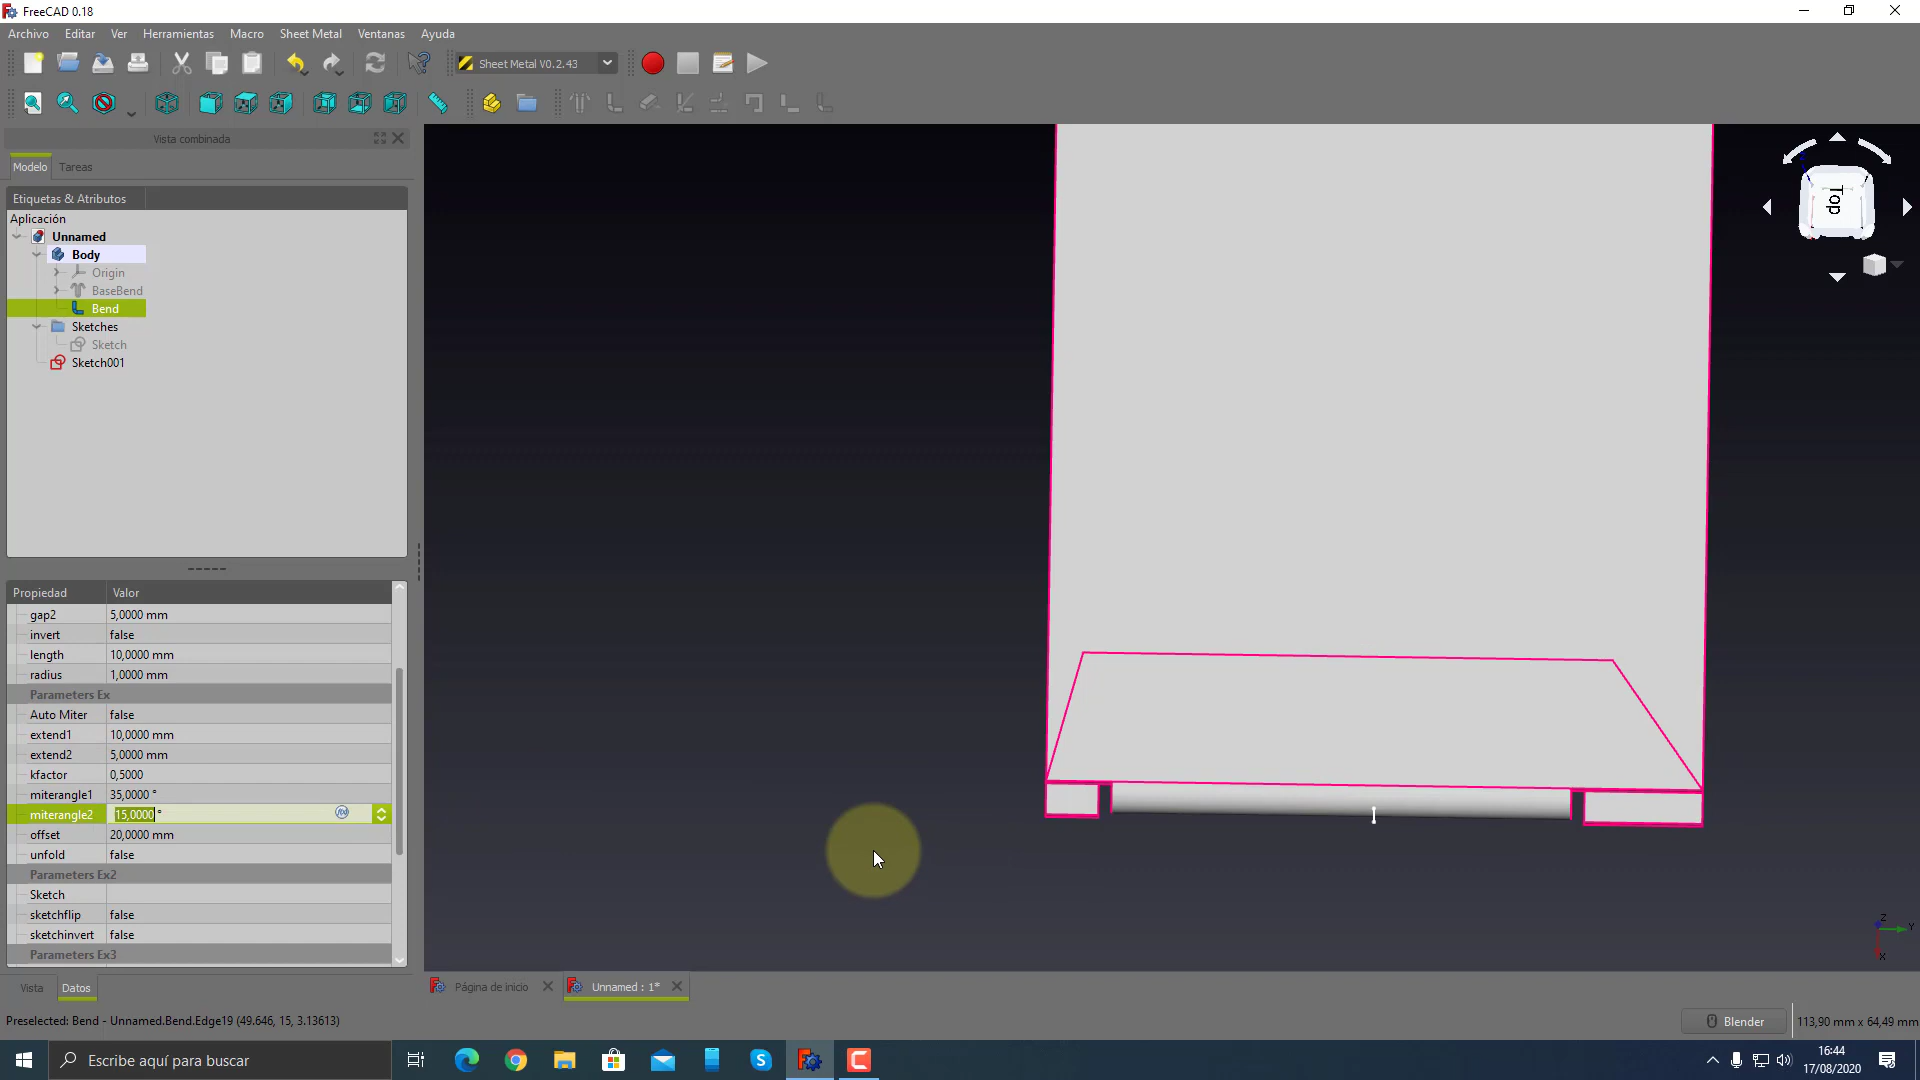 FreeCAD 0.18
Archivo Editar Ver Herramientas Macro Sheet Metal Ventanas Ayuda
Sheet Metal V0.2.43
Vista combinada
Modelo Tareas
Etiquetas & Atributos
Aplicación
Unnamed
Body
Origin
BaseBend
Bend
Sketches
Sketch
Sketch001
Top
Propiedad Valor
gap2 5,0000 mm
invert false
length 10,0000 mm
radius 1,0000 mm
Parameters Ex
Auto Miter false
extend1 10,0000 mm
extend2 5,0000 mm
kfactor 0,5000
miterangle1 35,0000 °
miterangle2 15,0000 °
offset 20,0000 mm
unfold false
Parameters Ex2
Sketch
sketchflip false
sketchinvert false
Parameters Ex3
Z
Y
X
Vista Datos
Página de inicio Unnamed : 1*
Preselected: Bend - Unnamed.Bend.Edge19 (49.646, 15, 3.13613)
Blender 113,90 mm x 64,49 mm
Escribe aquí para buscar
16:44
17/08/2020